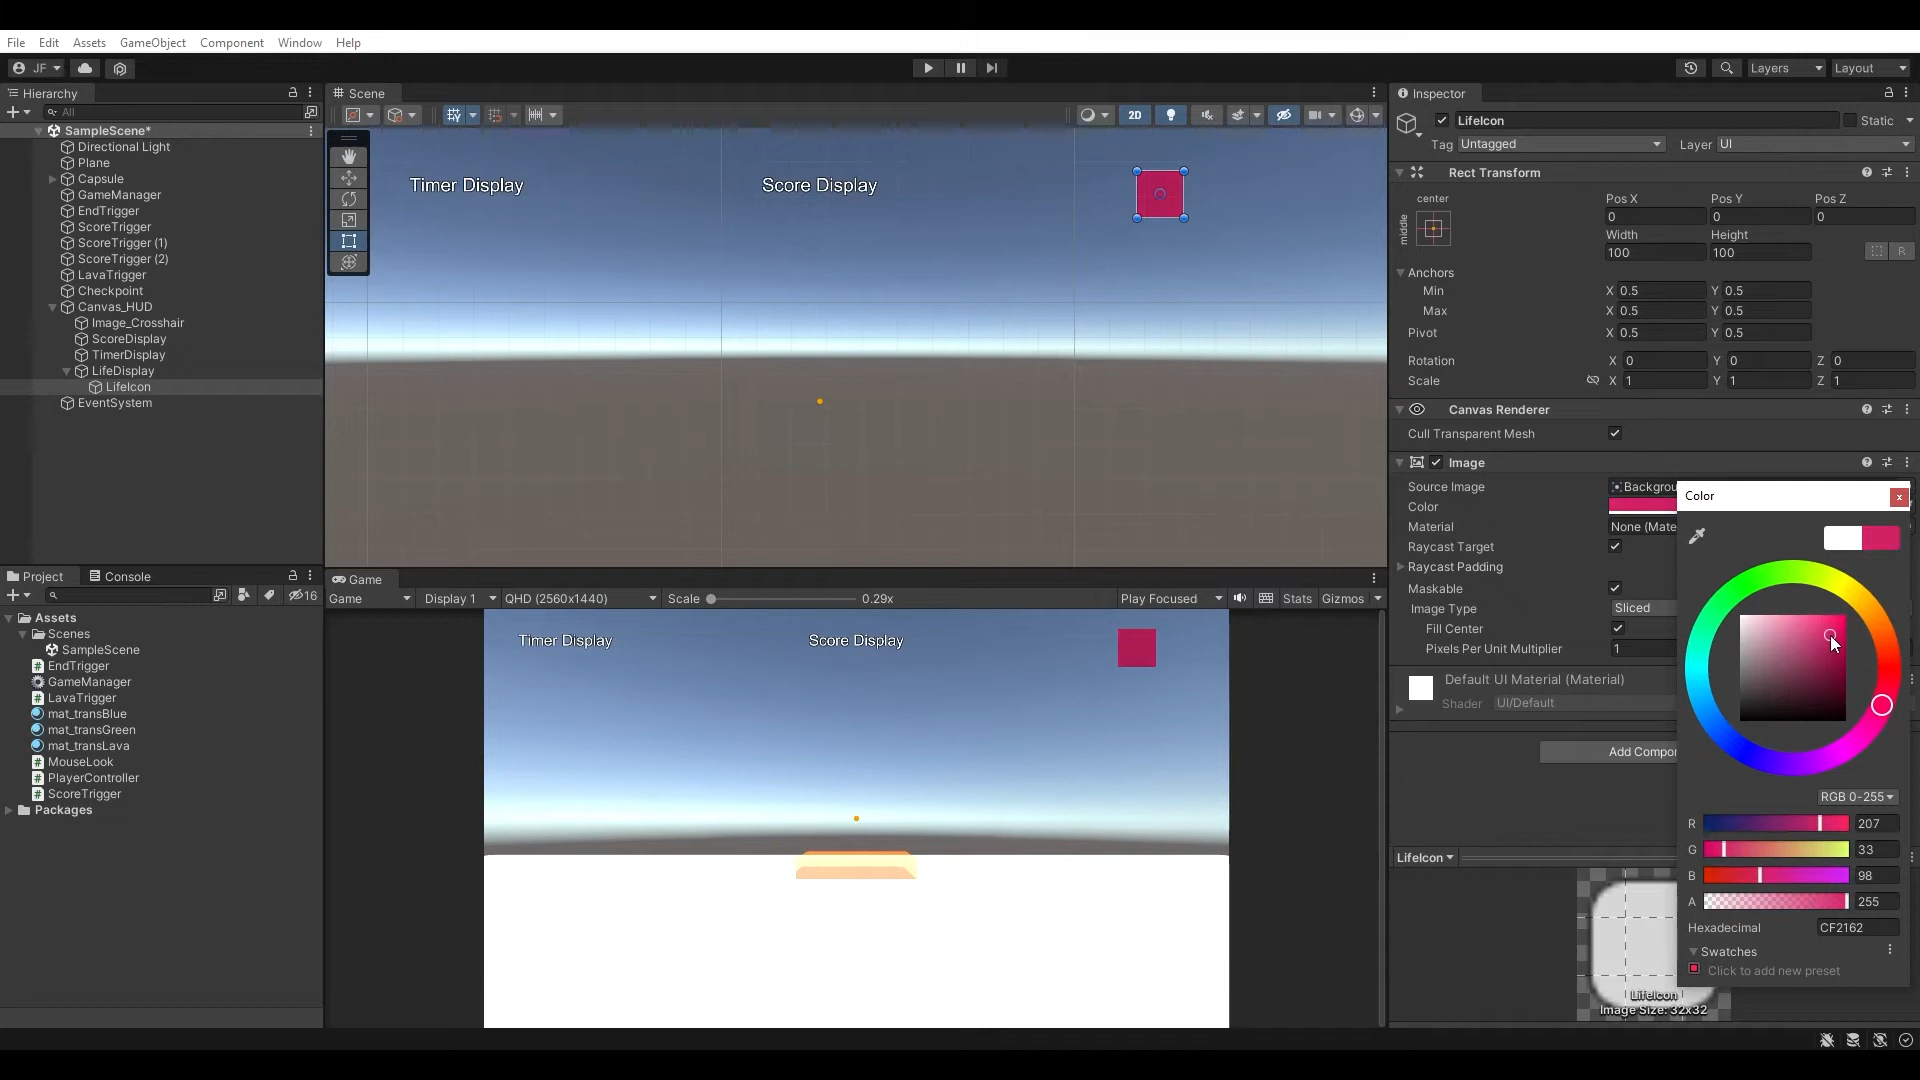 File Edit Assets GameObject Component Window Help
JF
Layers
Layout
Hierarchy
All
SampleScene*
Directional Light
Plane
Capsule
GameManager
EndTrigger
ScoreTrigger
ScoreTrigger (1)
ScoreTrigger (2)
LavaTrigger
Checkpoint
Canvas_HUD
Image_Crosshair
ScoreDisplay
TimerDisplay
LifeDisplay
LifeIcon
EventSystem
Scene
2D
Timer Display
Score Display
Inspector
LifeIcon
Static
Tag Untagged
Layer UI
Rect Transform
center
middle
Pos X Pos Y Pos Z
0 0 0
Width Height
100 100
R
Anchors
Min X 0.5 Y 0.5
Max X 0.5 Y 0.5
Pivot X 0.5 Y 0.5
Rotation X 0 Y 0 Z 0
Scale X 1 Y 1 Z 1
Canvas Renderer
Cull Transparent Mesh
Image
Source Image Backgrou
Color
Material None (Mate
Raycast Target
Raycast Padding
Maskable
Image Type Sliced
Fill Center
Pixels Per Unit Multiplier 1
Default UI Material (Material)
Shader UI/Default
Add Compon
LifeIcon
LifeIcon
Image Size: 32x32
Color
x
RGB 0-255
R 207
G 33
B 98
A 255
Hexadecimal CF2162
Swatches
Click to add new preset
Project Console
16
Assets
Scenes
SampleScene
EndTrigger
GameManager
LavaTrigger
mat_transBlue
mat_transGreen
mat_transLava
MouseLook
PlayerController
ScoreTrigger
Packages
Game
Game Display 1 QHD (2560x1440) Scale 0.29x Play Focused Stats Gizmos
Timer Display
Score Display